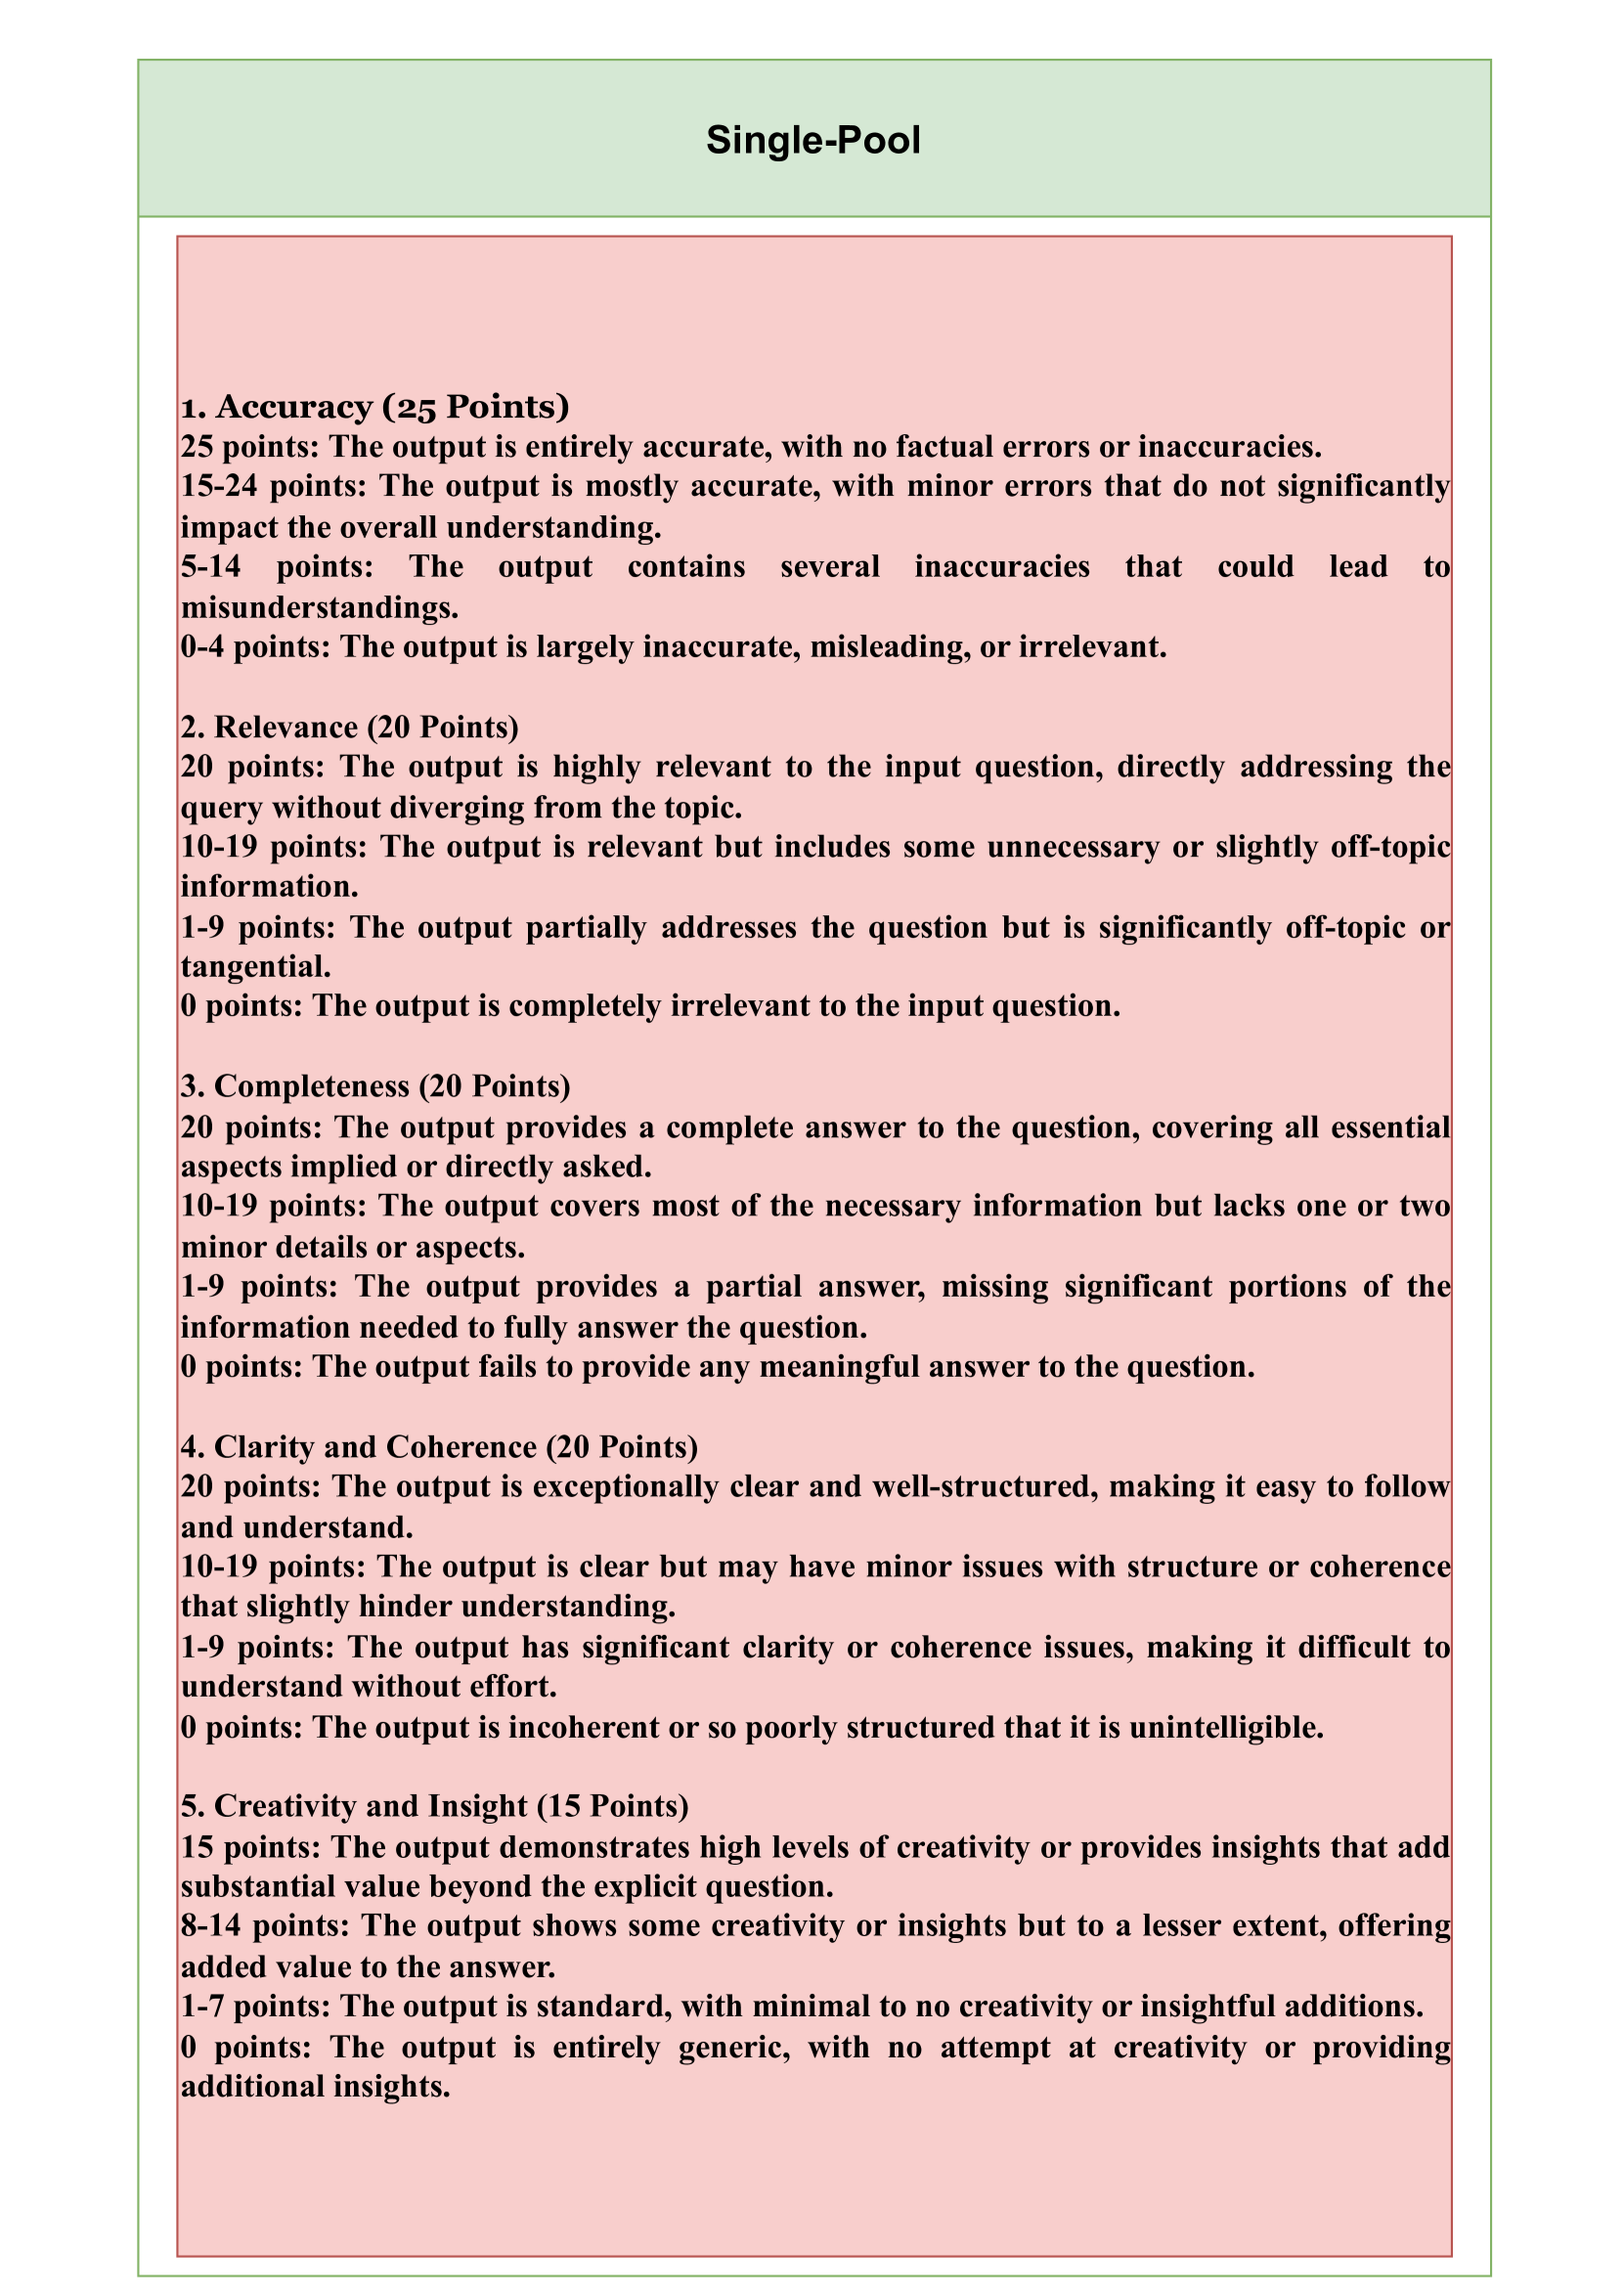 Single-Pool
1. Accuracy (25 Points)
25 points: The output is entirely accurate, with no factual errors or inaccuracies.
15-24 points: The output is mostly accurate, with minor errors that do not significantly
impact the overall understanding.
5-14 points: The output contains several inaccuracies that could lead to
misunderstandings.
0-4 points: The output is largely inaccurate, misleading, or irrelevant.
2. Relevance (20 Points)
20 points: The output is highly relevant to the input question, directly addressing the
query without diverging from the topic.
10-19 points: The output is relevant but includes some unnecessary or slightly off-topic
information.
1-9 points: The output partially addresses the question but is significantly off-topic or
tangential.
0 points: The output is completely irrelevant to the input question.
3. Completeness (20 Points)
20 points: The output provides a complete answer to the question, covering all essential
aspects implied or directly asked.
10-19 points: The output covers most of the necessary information but lacks one or two
minor details or aspects.
1-9 points: The output provides a partial answer, missing significant portions of the
information needed to fully answer the question.
0 points: The output fails to provide any meaningful answer to the question.
4. Clarity and Coherence (20 Points)
20 points: The output is exceptionally clear and well-structured, making it easy to follow
and understand.
10-19 points: The output is clear but may have minor issues with structure or coherence
that slightly hinder understanding.
1-9 points: The output has significant clarity or coherence issues, making it difficult to
understand without effort.
0 points: The output is incoherent or so poorly structured that it is unintelligible.
5. Creativity and Insight (15 Points)
15 points: The output demonstrates high levels of creativity or provides insights that add
substantial value beyond the explicit question.
8-14 points: The output shows some creativity or insights but to a lesser extent, offering
added value to the answer.
1-7 points: The output is standard, with minimal to no creativity or insightful additions.
0 points: The output is entirely generic, with no attempt at creativity or providing
additional insights.